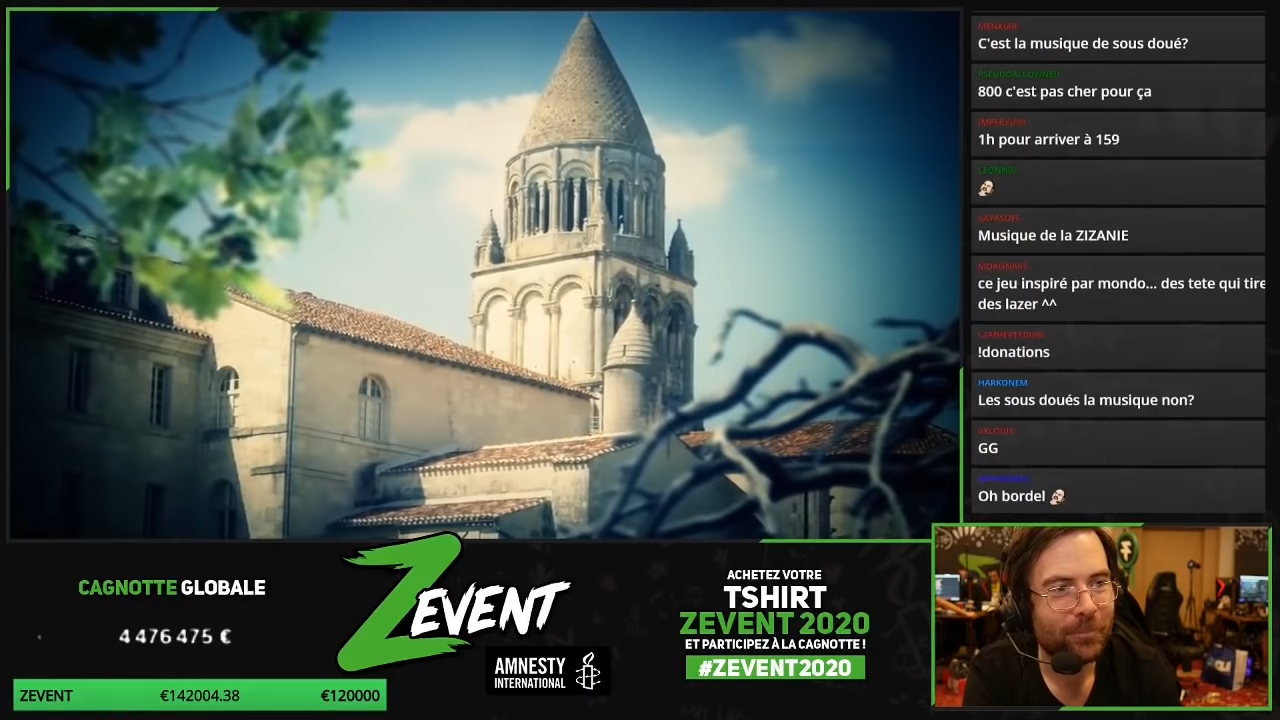 MENKIAR
C'est la musique de sous doué?
800 c'est pas cher pour ça
1h pour arriver à 159
Musique de la ZIZANIE
ce jeu inspiré par mondo... des tete qui tire
des lazer ^^
!donations
HARKONEM
Les sous doués la musique non?
GG
Oh bordel
CAGNOTTE GLOBALE
4 476 475 €
ZEVENT €142004.38 €120000
ZEVENT
AMNESTY
INTERNATIONAL
ACHETEZ VOTRE
TSHIRT
ZEVENT 2020
ET PARTICIPEZ À LA CAGNOTTE !
#ZEVENT2020